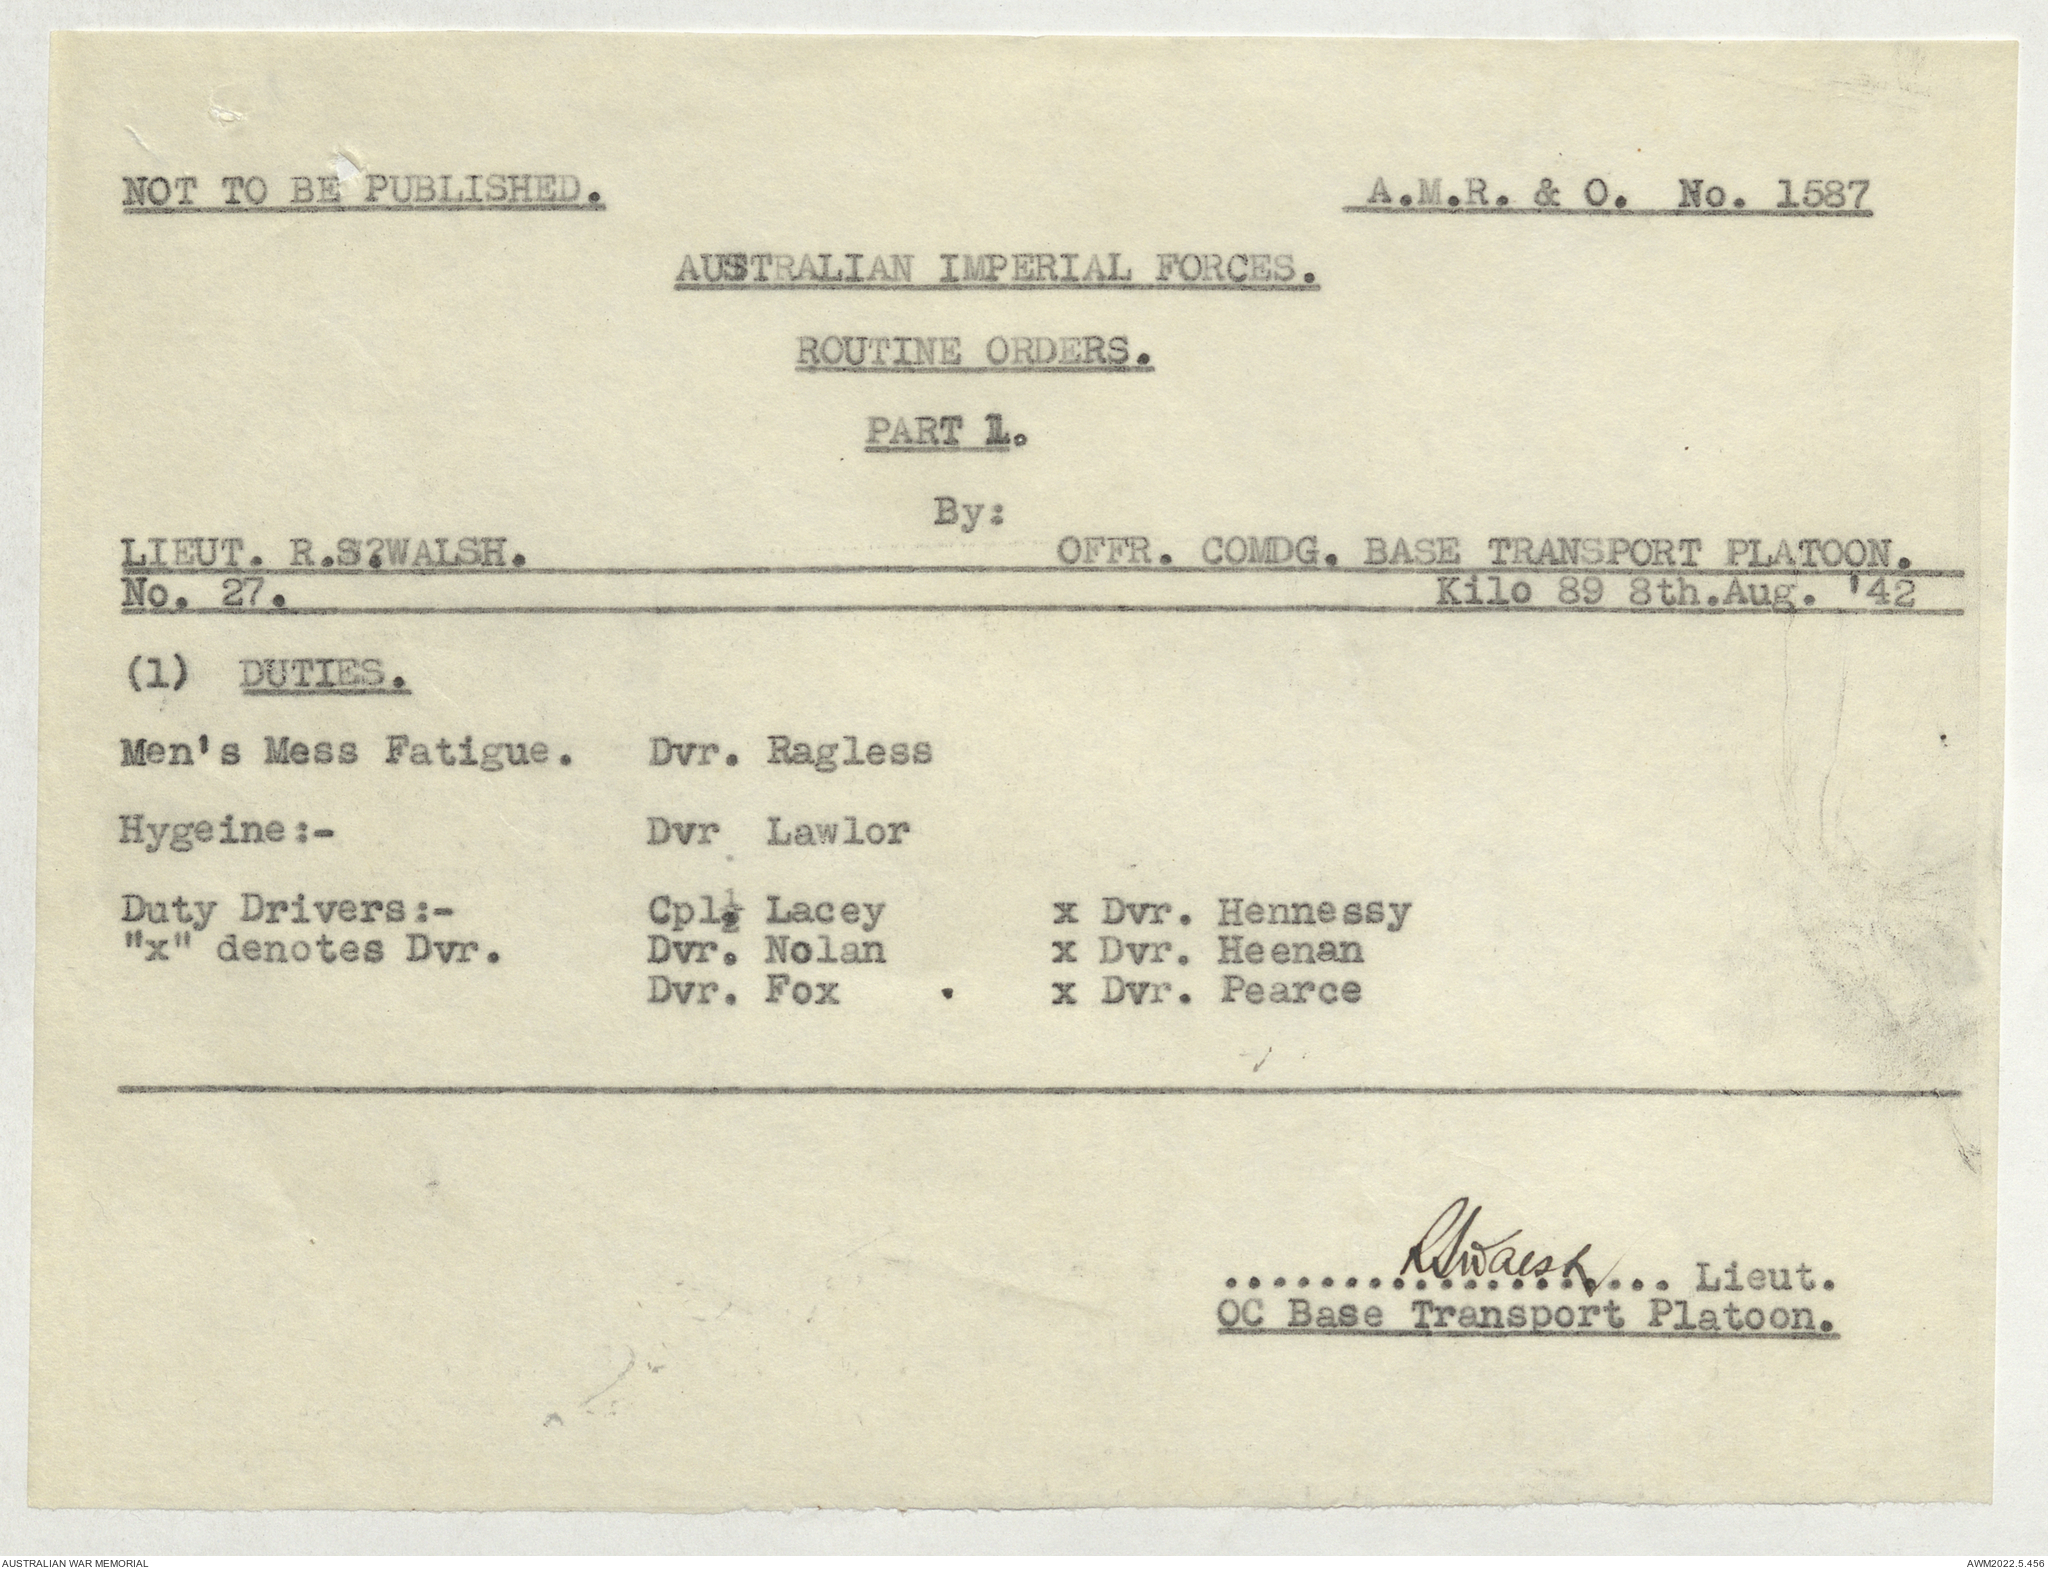 NOT TO BE PUBLISHED.
A.M.R. & O. No. 1587
AUSTRALIAN IMPERIAL FORCES.
ROUTINE ORDERS.
PART 1.
By:
LIEUT. R.S?WALSH. OFFR. COMDG. BASE TRANSPORT PLATOON.
No. 27. Kilo 89 8th.Aug. '42
(1) DUTIES.
Men's Mess Fatigue. Dvr. Ragless
Hygeine:- Dvr Lawlor
Duty Drivers:- Cpl. Lacey x Dvr. Hennessy
"x" denotes Dvr. Dvr. Nolan x Dvr. Heenan
Dvr. Fox . x Dvr. Pearce
RSWalsh
................... Lieut.
OC Base Transport Platoon.
AUSTRALIAN WAR MEMORIAL
AWM2022.5.456